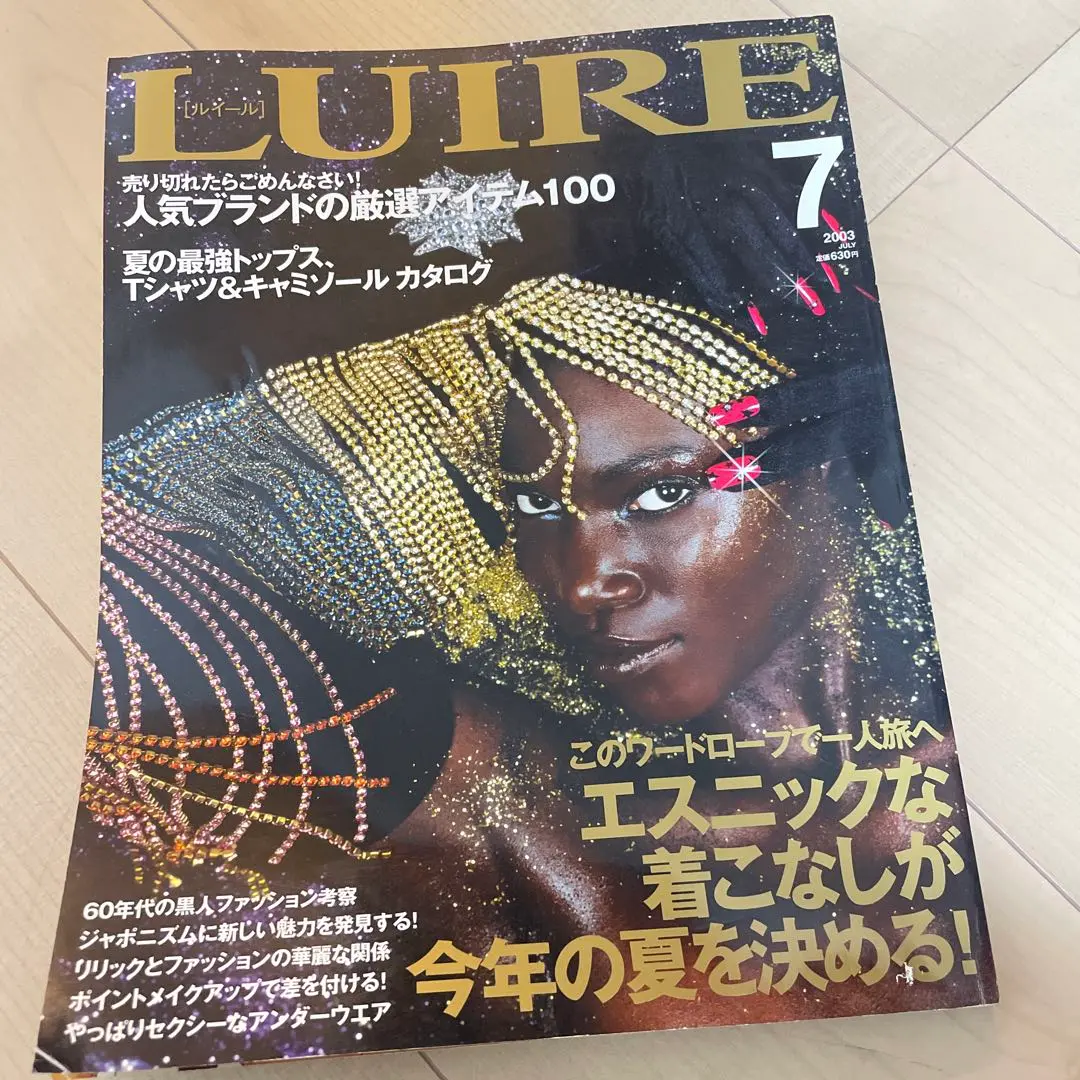 LUIRE
[ルイール]
売り切れたらごめんなさい!
人気ブランドの厳選アイテム100
夏の最強トップス、
Tシャツ&キャミソール カタログ
7
2003
JULY
定価630円
このワードローブで一人旅へ
エスニックな
着こなしが
今年の夏を決める!
60年代の黒人ファッション考察
ジャポニズムに新しい魅力を発見する!
リリックとファッションの華麗な関係
ポイントメイクアップで差を付ける!
やっぱりセクシーなアンダーウエア